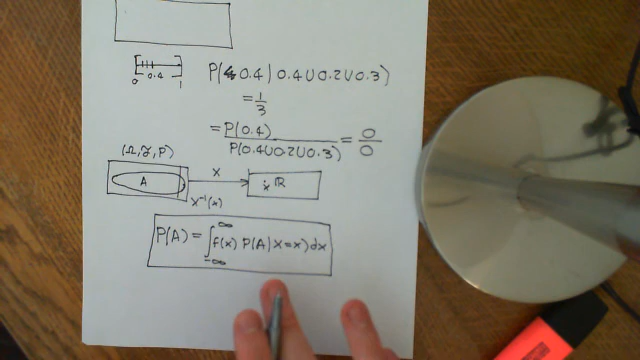 P( 0.4 | 0.4 ∪ 0.2 ∪ 0.3)
0 0.4 1
= 1/3
= P(0.4) / P(0.4 ∪ 0.2 ∪ 0.3) = 0/0
(Ω, F, P)
A X x ℝ
X⁻¹(x)
P(A) = ∫_{-∞}^{∞} f(x) P(A | X = x) dx